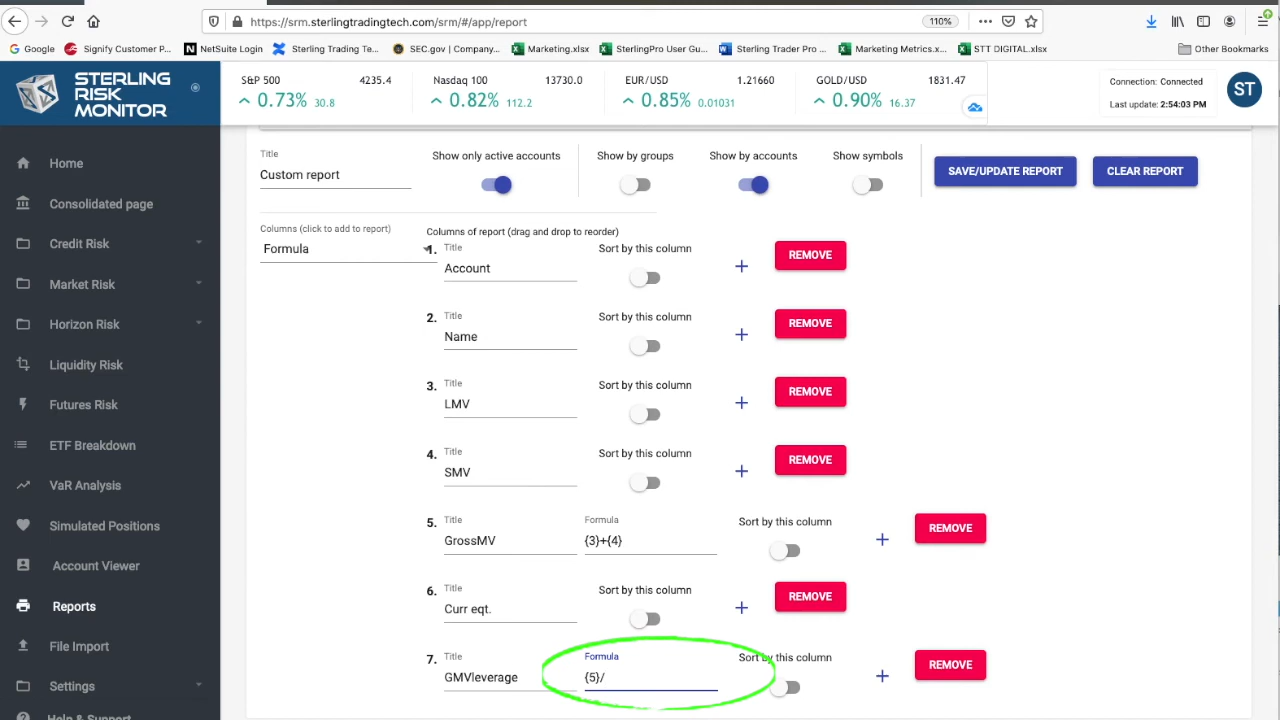 https://srm.sterlingtradingtech.com/srm/#/app/report
110%
Google
Signify Customer P...
NetSuite Login
Sterling Trading Te...
SEC.gov | Company...
Marketing.xlsx
SterlingPro User Gu...
Sterling Trader Pro ...
Marketing Metrics.x...
STT DIGITAL.xlsx
Other Bookmarks
STERLING
RISK
MONITOR
S&P 500 4235.4
0.73% 30.8
Nasdaq 100 13730.0
0.82% 112.2
EUR/USD 1.21660
0.85% 0.01031
GOLD/USD 1831.47
0.90% 16.37
Connection: Connected
Last update: 2:54:03 PM
ST
Home
Consolidated page
Credit Risk
Market Risk
Horizon Risk
Liquidity Risk
Futures Risk
ETF Breakdown
VaR Analysis
Simulated Positions
Account Viewer
Reports
File Import
Settings
Help & Support
Title
Custom report
Show only active accounts
Show by groups
Show by accounts
Show symbols
SAVE/UPDATE REPORT
CLEAR REPORT
Columns (click to add to report)
Formula
Columns of report (drag and drop to reorder)
1. Title
Account
Sort by this column
+
REMOVE
2. Title
Name
Sort by this column
+
REMOVE
3. Title
LMV
Sort by this column
+
REMOVE
4. Title
SMV
Sort by this column
+
REMOVE
5. Title
GrossMV
Formula
{3}+{4}
Sort by this column
+
REMOVE
6. Title
Curr eqt.
Sort by this column
+
REMOVE
7. Title
GMVleverage
Formula
{5}/
Sort by this column
+
REMOVE